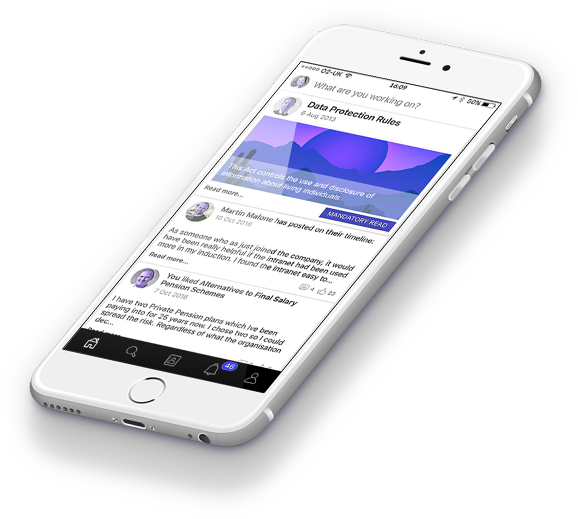 O2-UK
16:09
50%
What are you working on?
Data Protection Rules
6 Aug 2013
This Act controls the use and disclosure of
information about living individuals
Read more...
MANDATORY READ
Martin Malone has posted on their timeline:
10 Oct 2016
As someone who as just joined the company, it would
have been really helpful if the intranet had been used
more in my induction. I found the intranet easy to...
Read more...
4 23
You liked Alternatives to Final Salary
Pension Schemes
7 Oct 2016
I have two Private Pension plans which ive been
paying into for 25 years now. I chose two so I could
spread the risk. Regardless of what the organisation
dec...
46